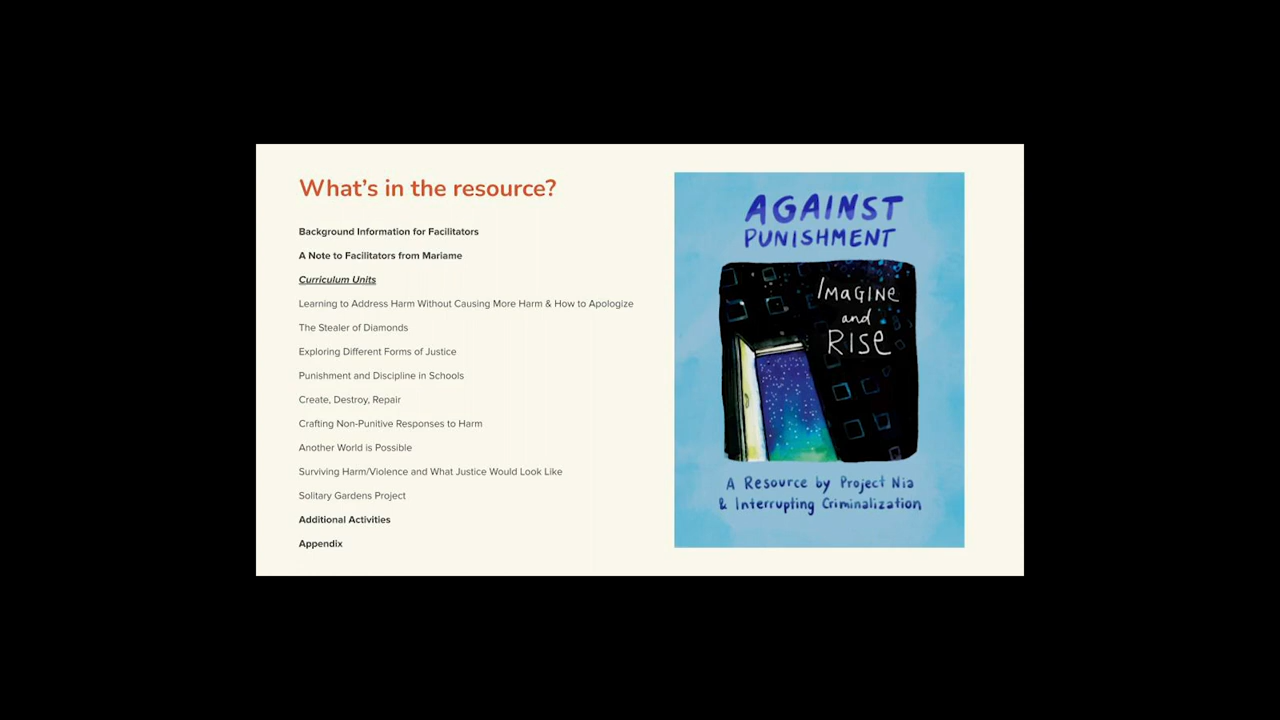 What's in the resource?
Background Information for Facilitators
A Note to Facilitators from Mariame
Curriculum Units
Learning to Address Harm Without Causing More Harm & How to Apologize
The Stealer of Diamonds
Exploring Different Forms of Justice
Punishment and Discipline in Schools
Create, Destroy, Repair
Crafting Non-Punitive Responses to Harm
Another World is Possible
Surviving Harm/Violence and What Justice Would Look Like
Solitary Gardens Project
Additional Activities
Appendix
AGAINST
PUNISHMENT
IMAGINE
and
RISE
A Resource by Project Nia
& Interrupting Criminalization